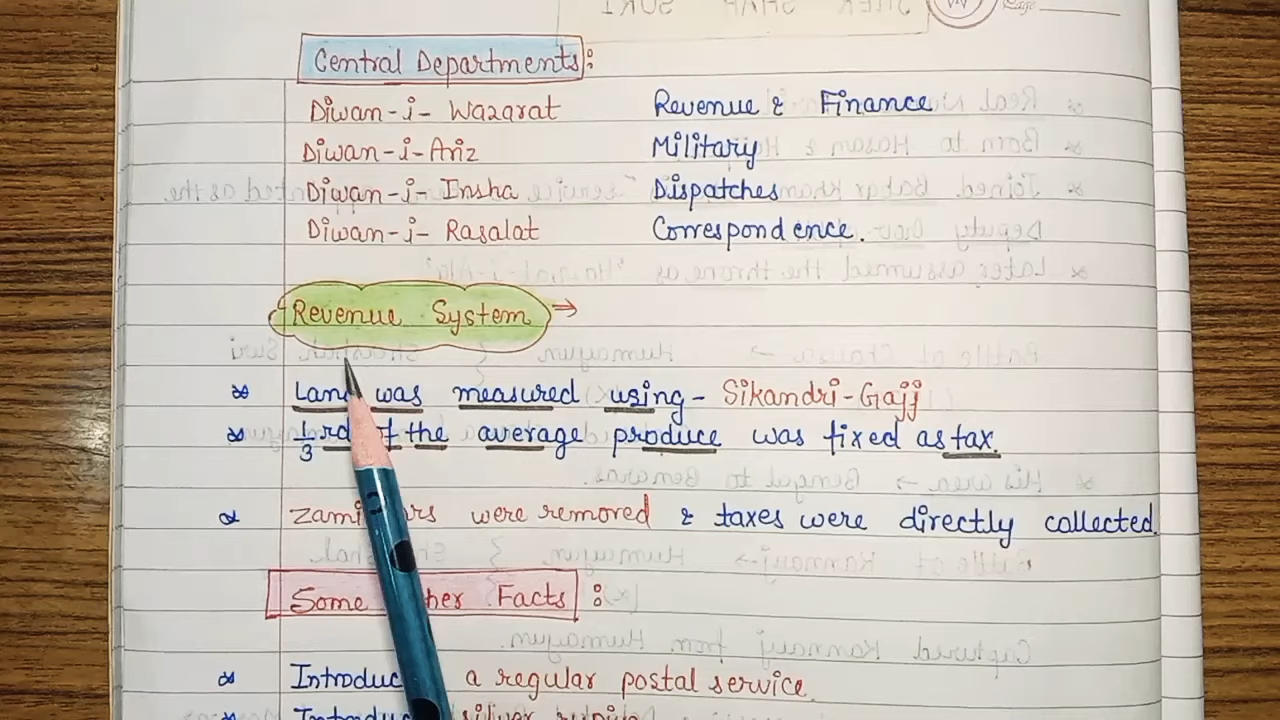 Page
Central Departments:
Diwan-i-Wazarat Revenue & Finance
Diwan-i-Ariz Military
Diwan-i-Insha Dispatches
Diwan-i-Rasalat Correspondence.
Revenue System →
Land was measured using - Sikandri-Gajj
1/3rd of the average produce was fixed as tax.
were removed & taxes were directly collected.
Some Facts :
a regular postal service.